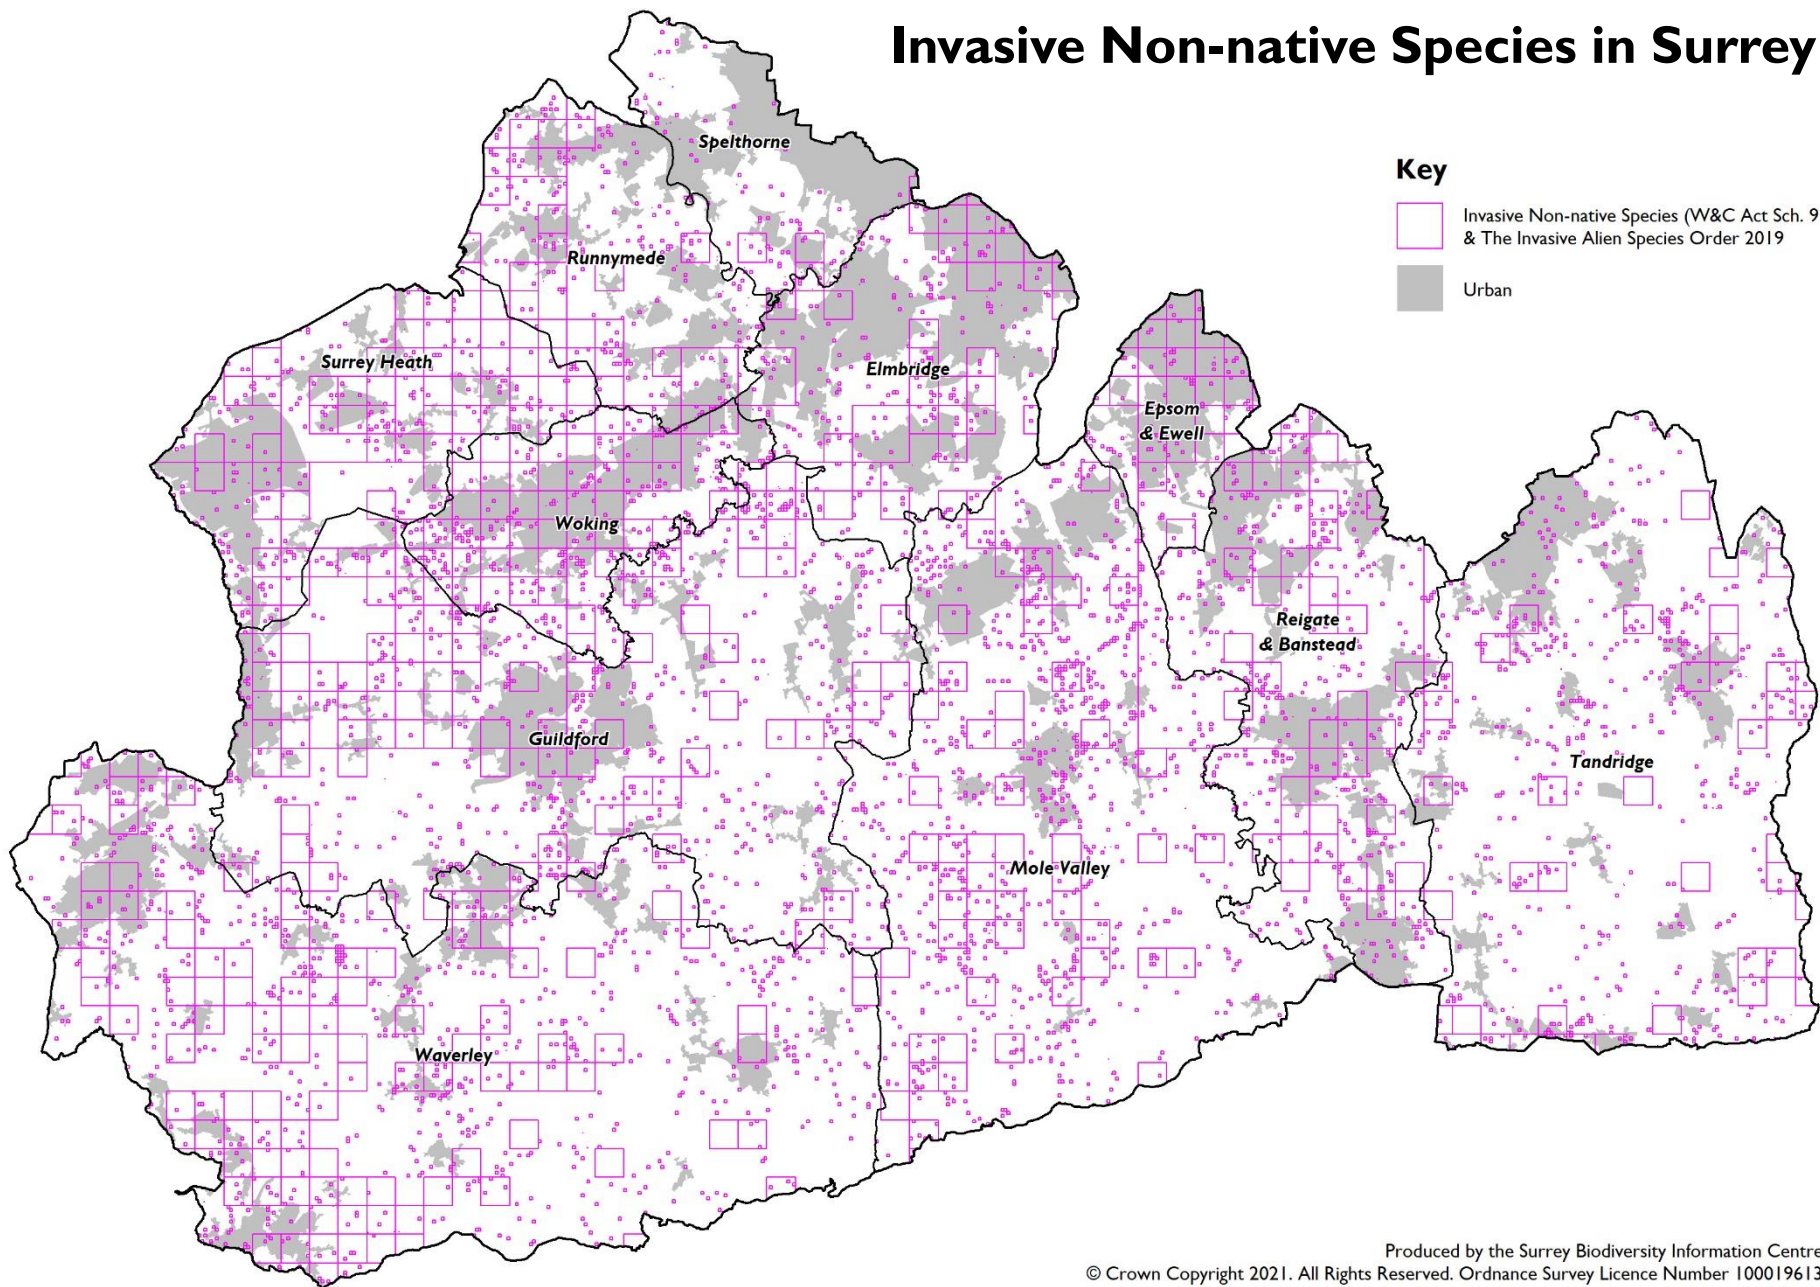 Invasive Non-native Species in Surrey
Key
Invasive Non-native Species (W&C Act Sch. 9
& The Invasive Alien Species Order 2019
Urban
Spelthorne
Runnymede
Surrey Heath
Elmbridge
Epsom
& Ewell
Woking
Reigate
& Banstead
Guildford
Tandridge
Mole Valley
Waverley
Produced by the Surrey Biodiversity Information Centre
© Crown Copyright 2021. All Rights Reserved. Ordnance Survey Licence Number 100019613